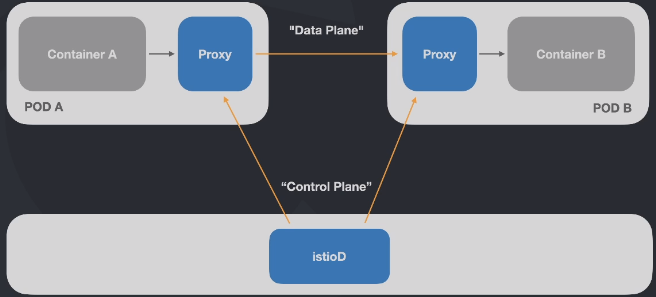 "Data Plane"
Container A
Proxy
Proxy
Container B
POD A
POD B
“Control Plane”
istioD